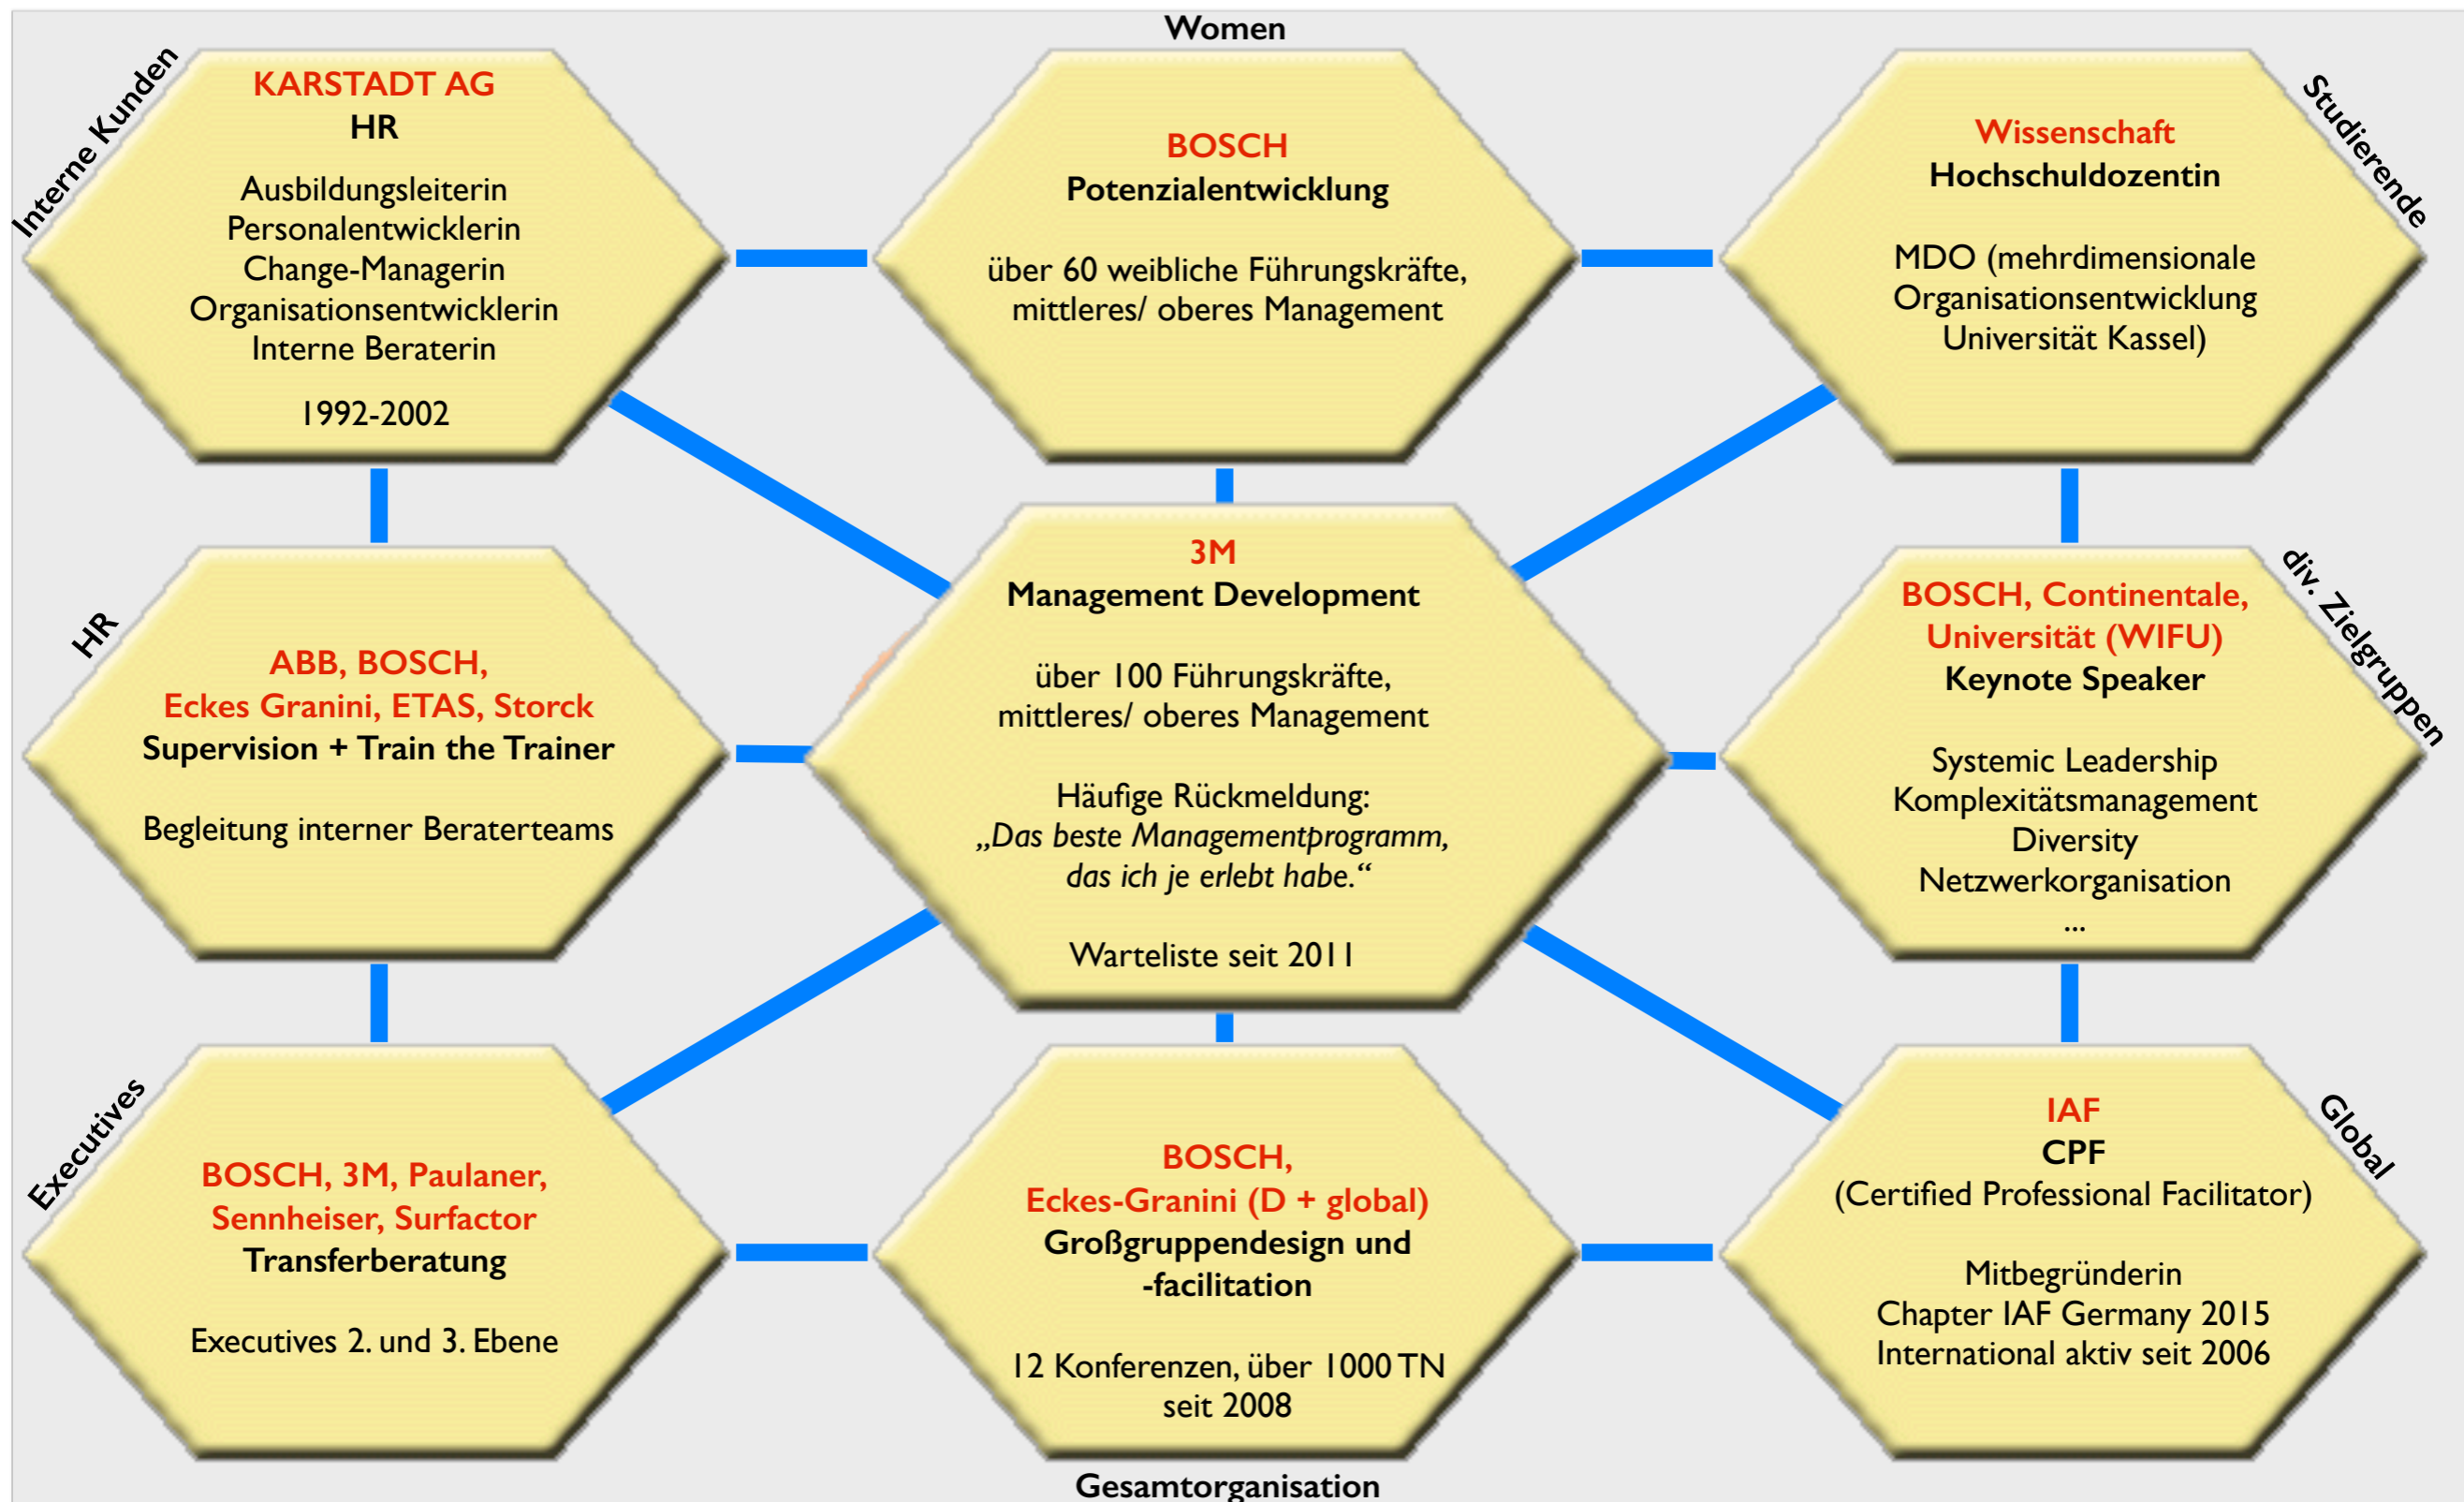 Women
Interne Kunden
KARSTADT AG
HR
Ausbildungsleiterin
Personalentwicklerin
Change-Managerin
Organisationsentwicklerin
Interne Beraterin
1992-2002
BOSCH
Potenzialentwicklung
über 60 weibliche Führungskräfte,
mittleres/ oberes Management
Studierende
Wissenschaft
Hochschuldozentin
MDO (mehrdimensionale
Organisationsentwicklung
Universität Kassel)
HR
ABB, BOSCH,
Eckes Granini, ETAS, Storck
Supervision + Train the Trainer
Begleitung interner Beraterteams
3M
Management Development
über 100 Führungskräfte,
mittleres/ oberes Management
Häufige Rückmeldung:
„Das beste Managementprogramm,
das ich je erlebt habe.“
Warteliste seit 2011
div. Zielgruppen
BOSCH, Continentale,
Universität (WIFU)
Keynote Speaker
Systemic Leadership
Komplexitätsmanagement
Diversity
Netzwerkorganisation
...
Executives
BOSCH, 3M, Paulaner,
Sennheiser, Surfactor
Transferberatung
Executives 2. und 3. Ebene
BOSCH,
Eckes-Granini (D + global)
Großgruppendesign und
-facilitation
12 Konferenzen, über 1000 TN
seit 2008
Global
IAF
CPF
(Certified Professional Facilitator)
Mitbegründerin
Chapter IAF Germany 2015
International aktiv seit 2006
Gesamtorganisation